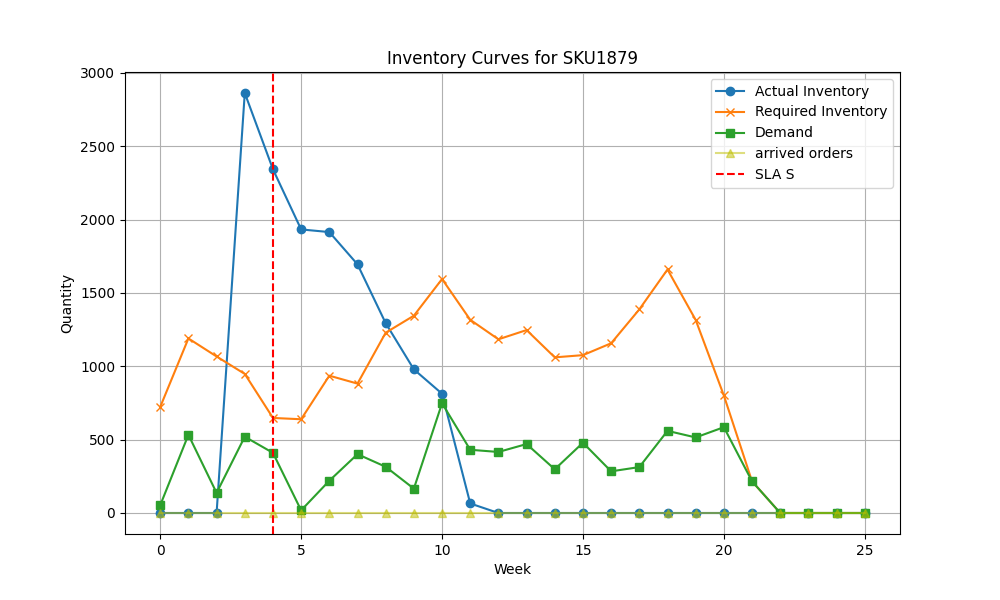 Inventory Curves for SKU1879
3000
2500
2000
1500
1000
500
0
Quantity
Actual Inventory
Required Inventory
Demand
arrived orders
SLA S
0 5 10 15 20 25
Week